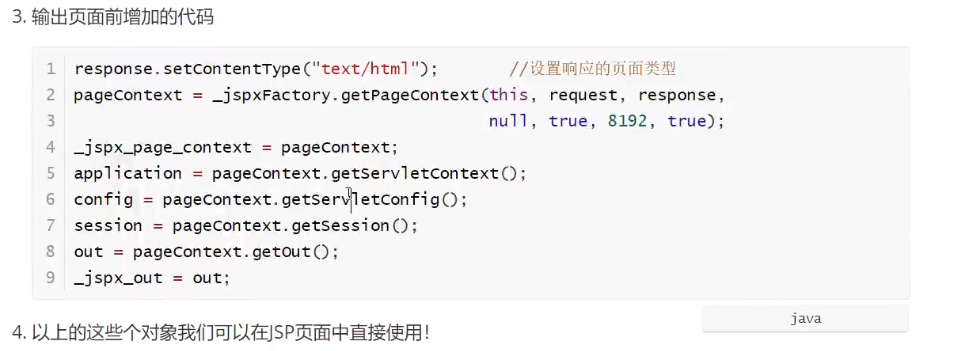 3. 输出页面前增加的代码
1 response.setContentType("text/html"); //设置响应的页面类型
2 pageContext = _jspxFactory.getPageContext(this, request, response,
3 null, true, 8192, true);
4 _jspx_page_context = pageContext;
5 application = pageContext.getServletContext();
6 config = pageContext.getServletConfig();
7 session = pageContext.getSession();
8 out = pageContext.getOut();
9 _jspx_out = out;
java
4. 以上的这些个对象我们可以在JSP页面中直接使用!